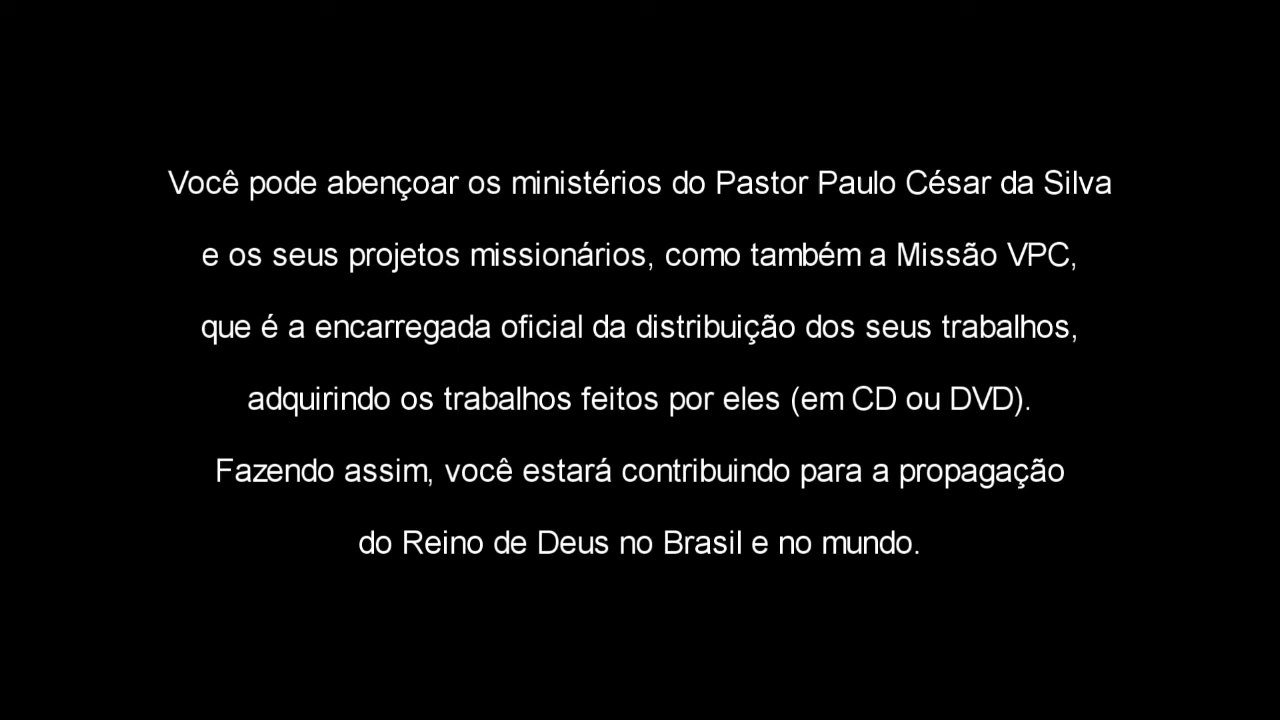 Você pode abençoar os ministérios do Pastor Paulo César da Silva
e os seus projetos missionários, como também a Missão VPC,
que é a encarregada oficial da distribuição dos seus trabalhos,
adquirindo os trabalhos feitos por eles (em CD ou DVD).
Fazendo assim, você estará contribuindo para a propagação
do Reino de Deus no Brasil e no mundo.